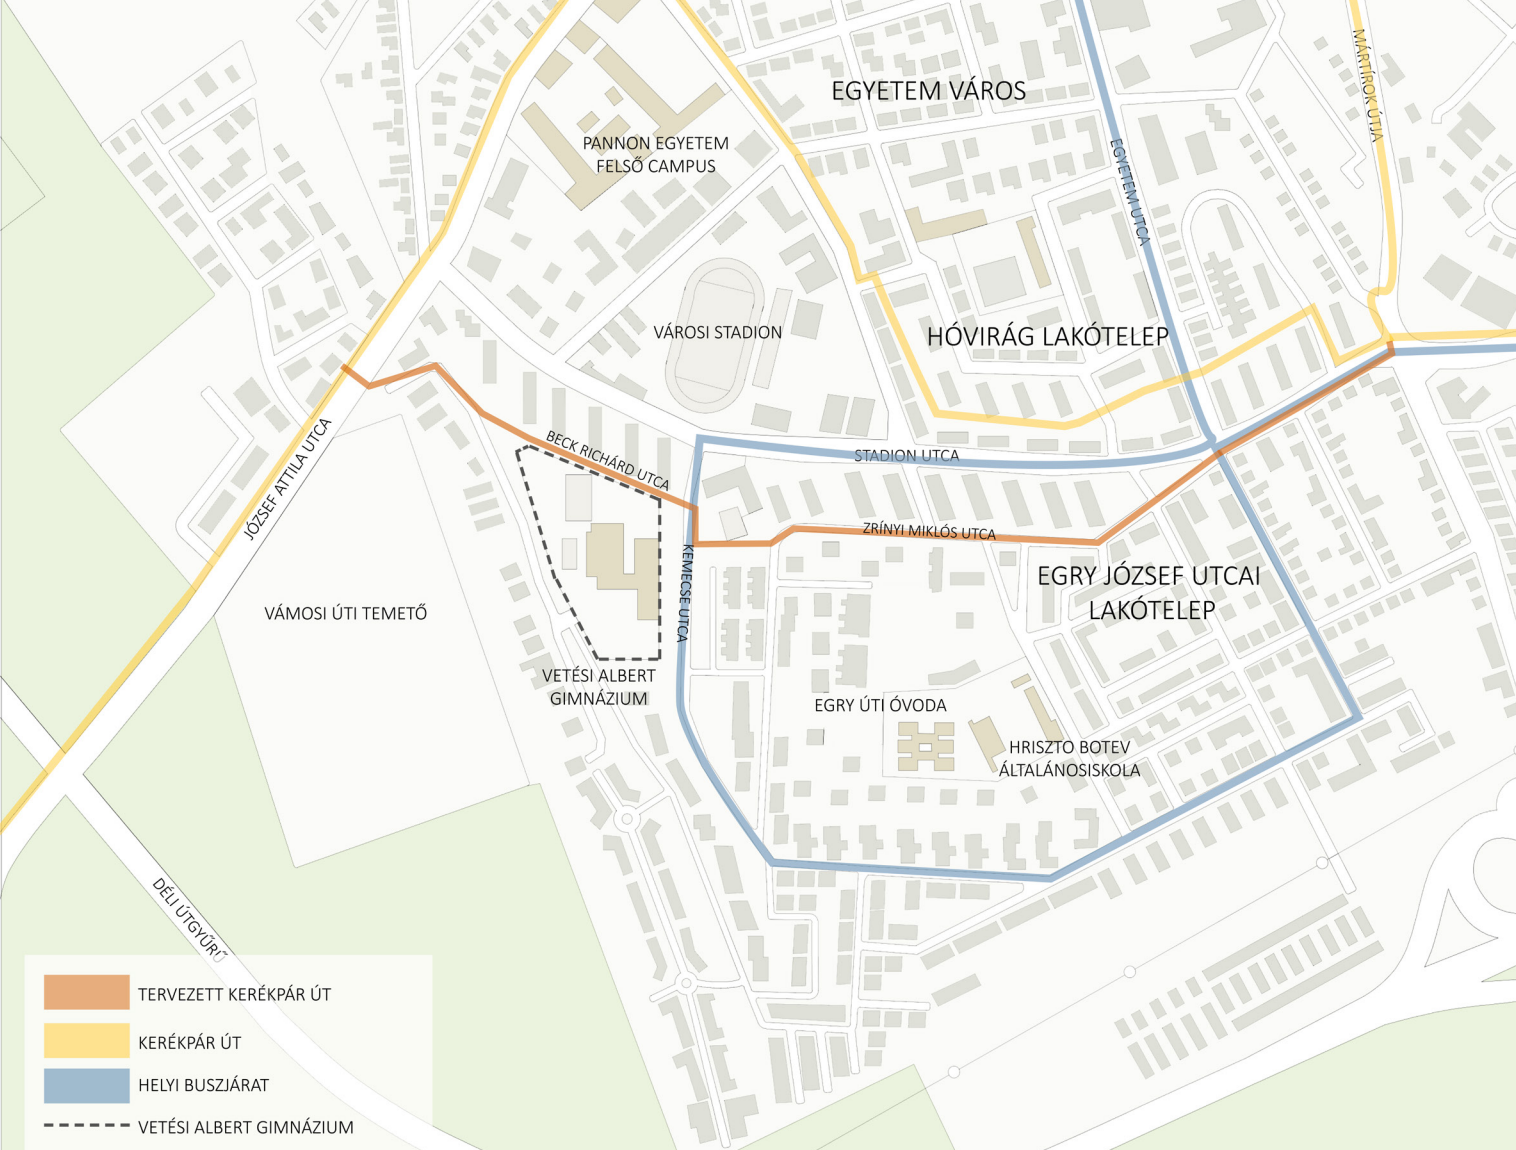 EGYETEM VÁROS
MÁRTÍROK ÚTJA
PANNON EGYETEM
FELSŐ CAMPUS
EGYETEM UTCA
VÁROSI STADION
HÓVIRÁG LAKÓTELEP
JÓZSEF ATTILA UTCA
BECK RICHÁRD UTCA
STADION UTCA
ZRÍNYI MIKLÓS UTCA
KEMECSE UTCA
EGRY JÓZSEF UTCAI
LAKÓTELEP
VÁMOSI ÚTI TEMETŐ
VETÉSI ALBERT
GIMNÁZIUM
EGRY ÚTI ÓVODA
HRISZTO BOTEV
ÁLTALÁNOSISKOLA
DÉLI ÚTGYŰRŰ
TERVEZETT KERÉKPÁR ÚT
KERÉKPÁR ÚT
HELYI BUSZJÁRAT
VETÉSI ALBERT GIMNÁZIUM